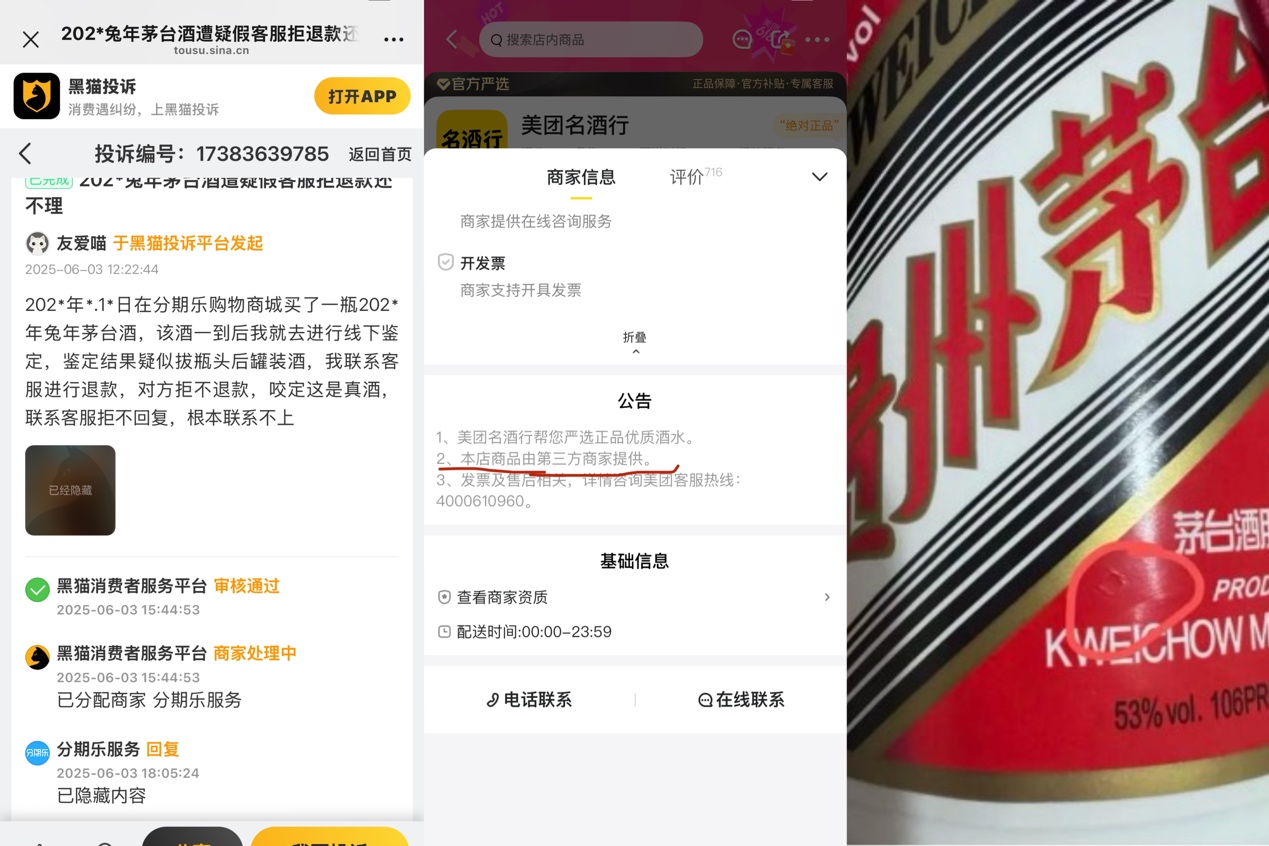 202*兔年茅台酒遭疑假客服拒退款还
tousu.sina.cn
黑猫投诉
消费遇纠纷，上黑猫投诉
打开APP
投诉编号：17383639785
返回首页
已完成 202*兔年茅台酒遭疑假客服拒退款还
不理
友爱喵 于黑猫投诉平台发起
2025-06-03 12:22:44
202*年*.1*日在分期乐购物商城买了一瓶202*
年兔年茅台酒，该酒一到后我就去进行线下鉴
定，鉴定结果疑似拔瓶头后罐装酒，我联系客
服进行退款，对方拒不退款，咬定这是真酒，
联系客服拒不回复，根本联系不上
已经隐藏
黑猫消费者服务平台 审核通过
2025-06-03 15:44:53
黑猫消费者服务平台 商家处理中
2025-06-03 15:44:53
已分配商家 分期乐服务
分期乐
分期乐服务 回复
2025-06-03 18:05:24
已隐藏内容
HOT
搜索店内商品
官方严选
正品保障·官方补贴·专属客服
名酒行
美团名酒行
“绝对正品”
商家信息
评价716
商家提供在线咨询服务
开发票
商家支持开具发票
折叠
公告
1、美团名酒行帮您严选正品优质酒水。
2、本店商品由第三方商家提供。
3、发票及售后相关，详情咨询美团客服热线：
4000610960。
基础信息
查看商家资质
配送时间:00:00-23:59
电话联系
在线联系
vol
WEIC
贵州茅台
茅台酒股
PROD
KWEICHOW M
53%vol. 106PR